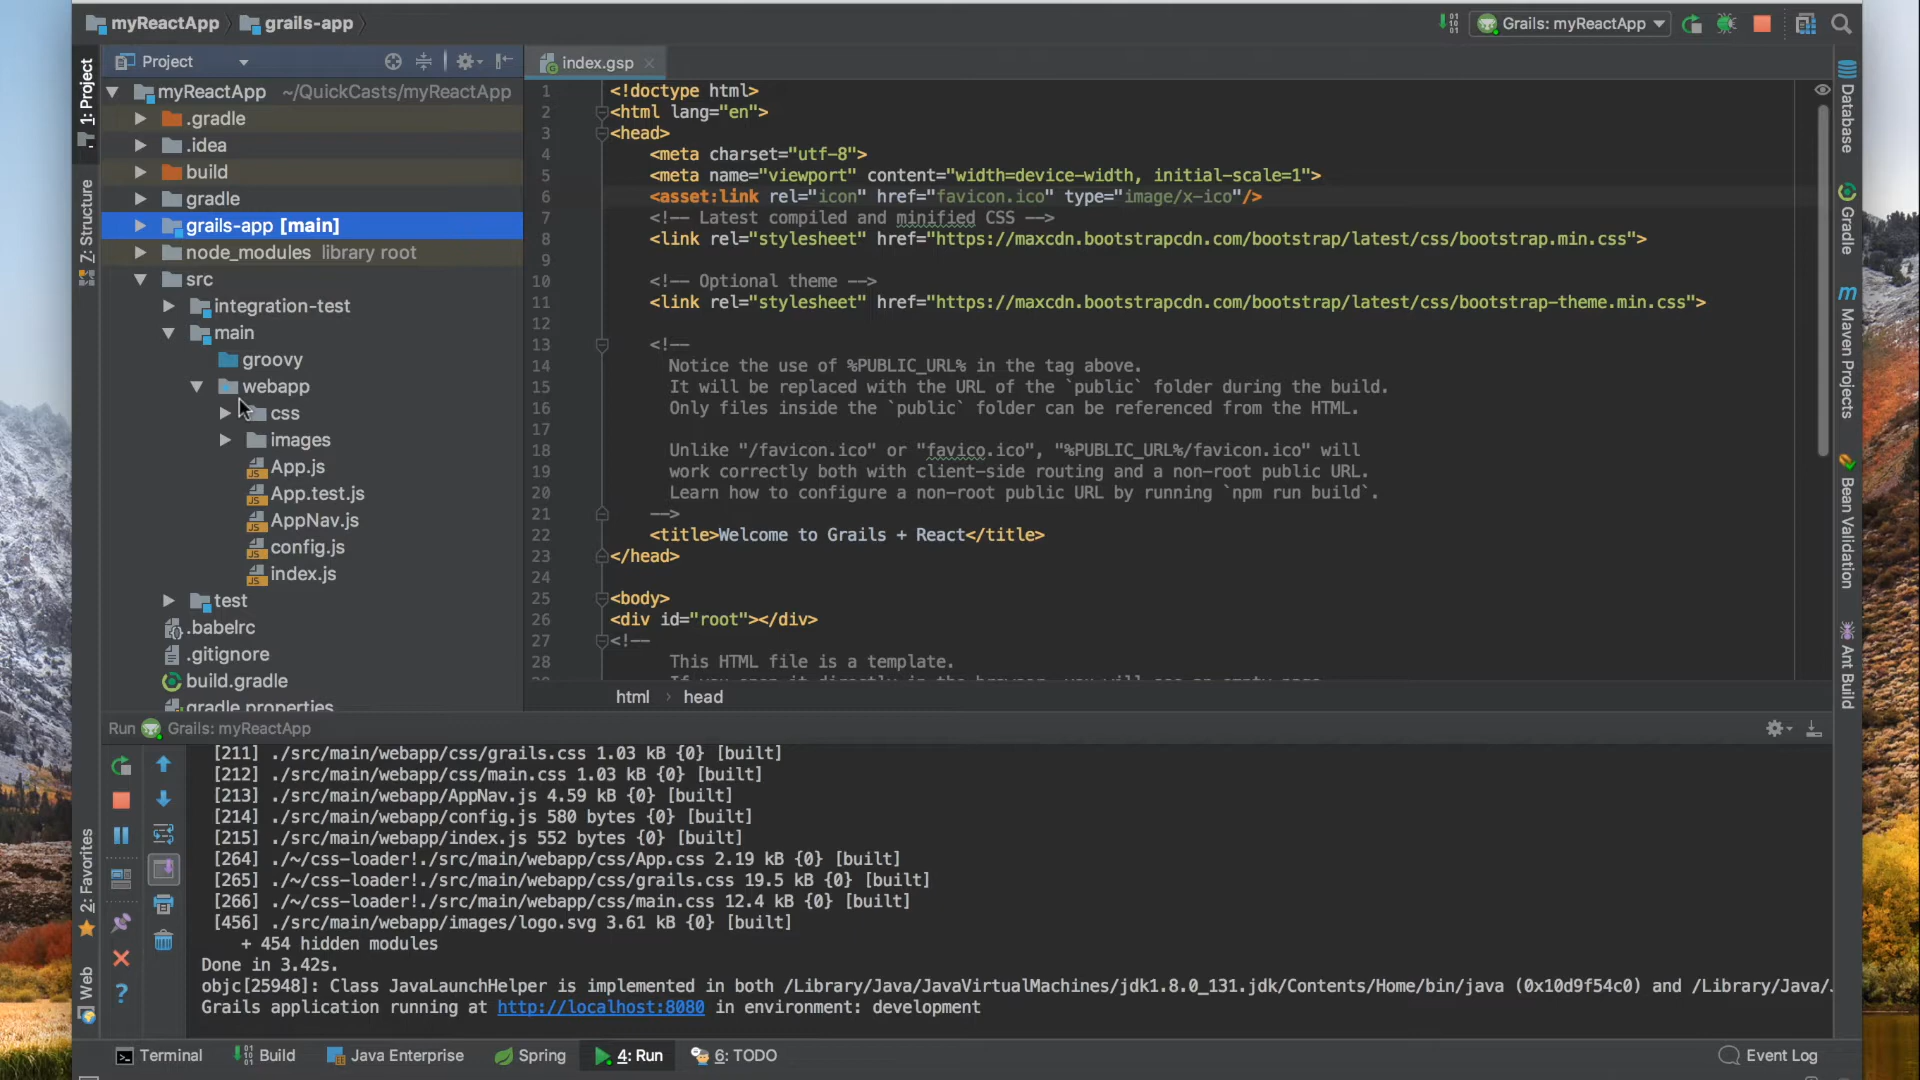 myReactApp grails-app
Grails: myReactApp
1: Project
7: Structure
2: Favorites
Web
Project
myReactApp ~/QuickCasts/myReactApp
.gradle
.idea
build
gradle
grails-app [main]
node_modules library root
src
integration-test
main
groovy
webapp
css
images
App.js
App.test.js
AppNav.js
config.js
index.js
test
.babelrc
.gitignore
build.gradle
gradle.properties
index.gsp
1 <!doctype html>
2 <html lang="en">
3 <head>
4 <meta charset="utf-8">
5 <meta name="viewport" content="width=device-width, initial-scale=1">
6 <asset:link rel="icon" href="favicon.ico" type="image/x-ico"/>
7 <!-- Latest compiled and minified CSS -->
8 <link rel="stylesheet" href="https://maxcdn.bootstrapcdn.com/bootstrap/latest/css/bootstrap.min.css">
9
10 <!-- Optional theme -->
11 <link rel="stylesheet" href="https://maxcdn.bootstrapcdn.com/bootstrap/latest/css/bootstrap-theme.min.css">
12
13 <!--
14 Notice the use of %PUBLIC_URL% in the tag above.
15 It will be replaced with the URL of the `public` folder during the build.
16 Only files inside the `public` folder can be referenced from the HTML.
17
18 Unlike "/favicon.ico" or "favico.ico", "%PUBLIC_URL%/favicon.ico" will
19 work correctly both with client-side routing and a non-root public URL.
20 Learn how to configure a non-root public URL by running `npm run build`.
21 -->
22 <title>Welcome to Grails + React</title>
23 </head>
24
25 <body>
26 <div id="root"></div>
27 <!--
28 This HTML file is a template.
html head
Database
Gradle
Maven Projects
Bean Validation
Ant Build
Run Grails: myReactApp
[211] ./src/main/webapp/css/grails.css 1.03 kB {0} [built]
[212] ./src/main/webapp/css/main.css 1.03 kB {0} [built]
[213] ./src/main/webapp/AppNav.js 4.59 kB {0} [built]
[214] ./src/main/webapp/config.js 580 bytes {0} [built]
[215] ./src/main/webapp/index.js 552 bytes {0} [built]
[264] ./~/css-loader!./src/main/webapp/css/App.css 2.19 kB {0} [built]
[265] ./~/css-loader!./src/main/webapp/css/grails.css 19.5 kB {0} [built]
[266] ./~/css-loader!./src/main/webapp/css/main.css 12.4 kB {0} [built]
[456] ./src/main/webapp/images/logo.svg 3.61 kB {0} [built]
+ 454 hidden modules
Done in 3.42s.
objc[25948]: Class JavaLaunchHelper is implemented in both /Library/Java/JavaVirtualMachines/jdk1.8.0_131.jdk/Contents/Home/bin/java (0x10d9f54c0) and /Library/Java/J
Grails application running at http://localhost:8080 in environment: development
Terminal Build Java Enterprise Spring 4: Run 6: TODO Event Log